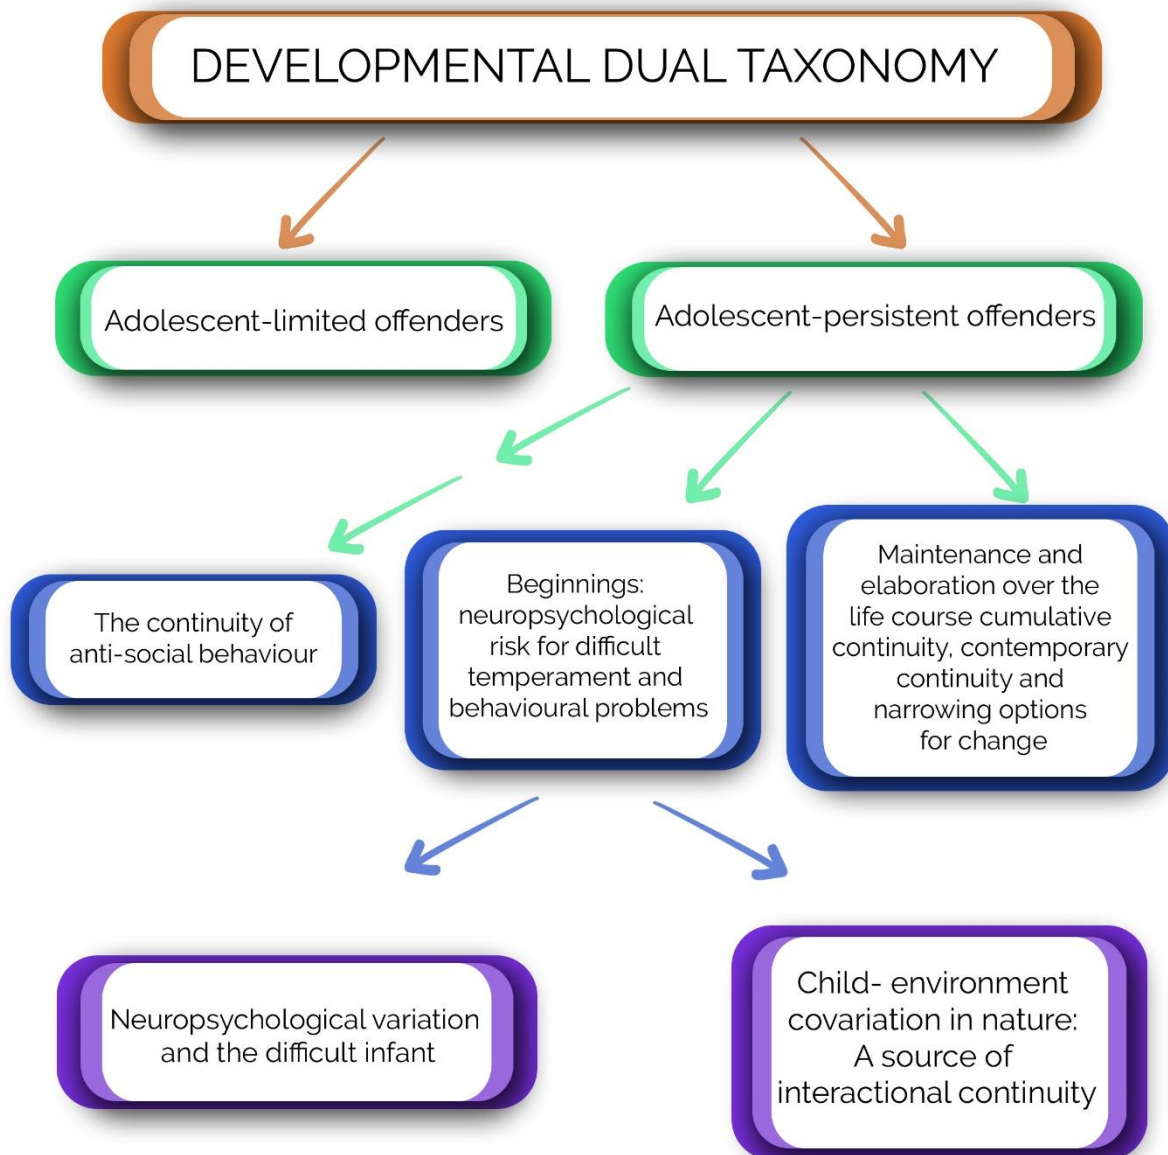 DEVELOPMENTAL DUAL TAXONOMY
Adolescent-limited offenders
Adolescent-persistent offenders
The continuity of
anti-social behaviour
Beginnings:
neuropsychological
risk for difficult
temperament and
behavioural problems
Maintenance and
elaboration over the
life course cumulative
continuity, contemporary
continuity and
narrowing options
for change
Neuropsychological variation
and the difficult infant
Child- environment
covariation in nature:
A source of
interactional continuity